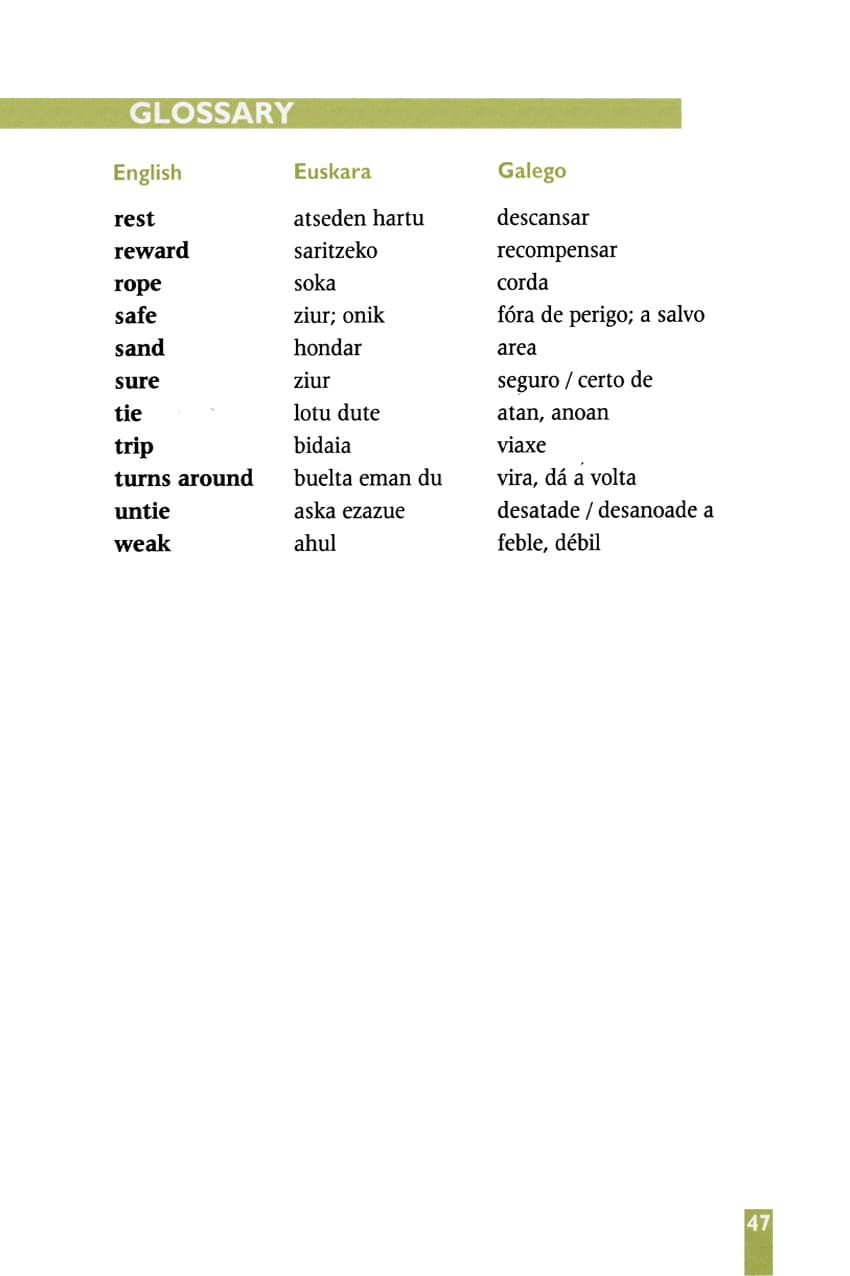 GLOSSARY
English Euskara Galego
rest atseden hartu descansar
reward saritzeko recompensar
rope soka corda
safe ziur; onik fóra de perigo; a salvo
sand hondar area
sure ziur seguro / certo de
tie lotu dute atan, anoan
trip bidaia viaxe
turns around buelta eman du vira, dá a volta
untie aska ezazue desatade / desanoade a
weak ahul feble, débil
47